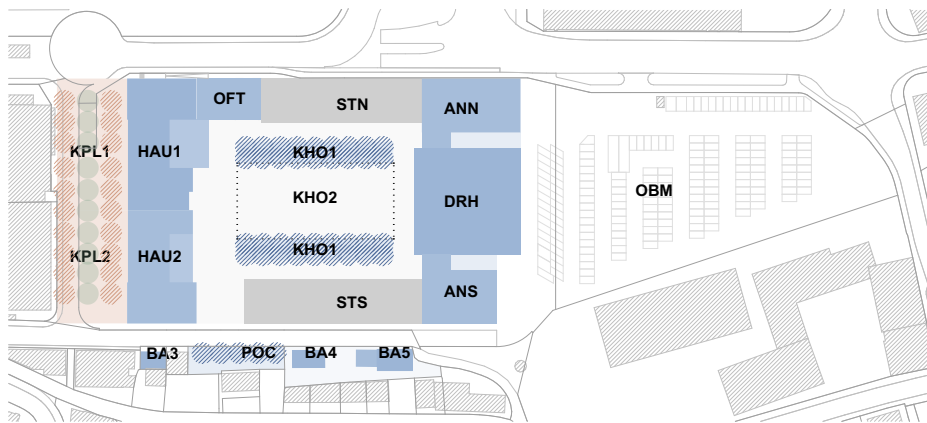 OFT
STN
ANN
KPL1
HAU1
KHO1
KHO2
DRH
OBM
KPL2
HAU2
KHO1
STS
ANS
BA3
POC
BA4
BA5